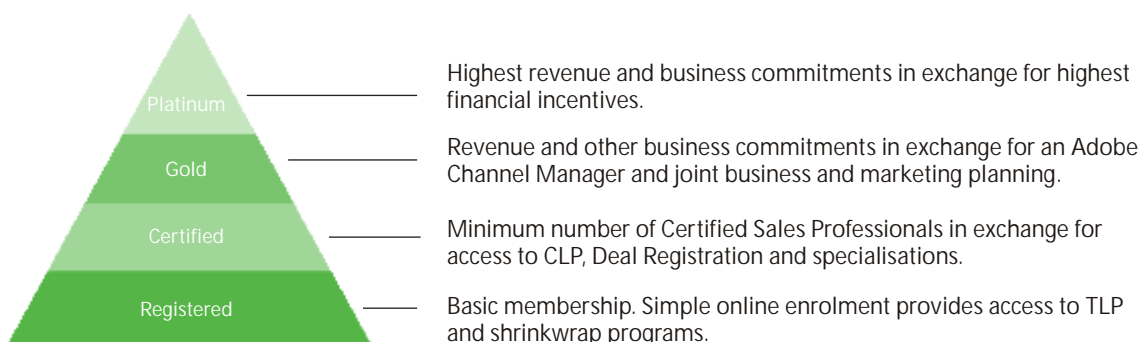 Platinum
Highest revenue and business commitments in exchange for highest
financial incentives.
Gold
Revenue and other business commitments in exchange for an Adobe
Channel Manager and joint business and marketing planning.
Certified
Minimum number of Certified Sales Professionals in exchange for
access to CLP, Deal Registration and specialisations.
Registered
Basic membership. Simple online enrolment provides access to TLP
and shrinkwrap programs.